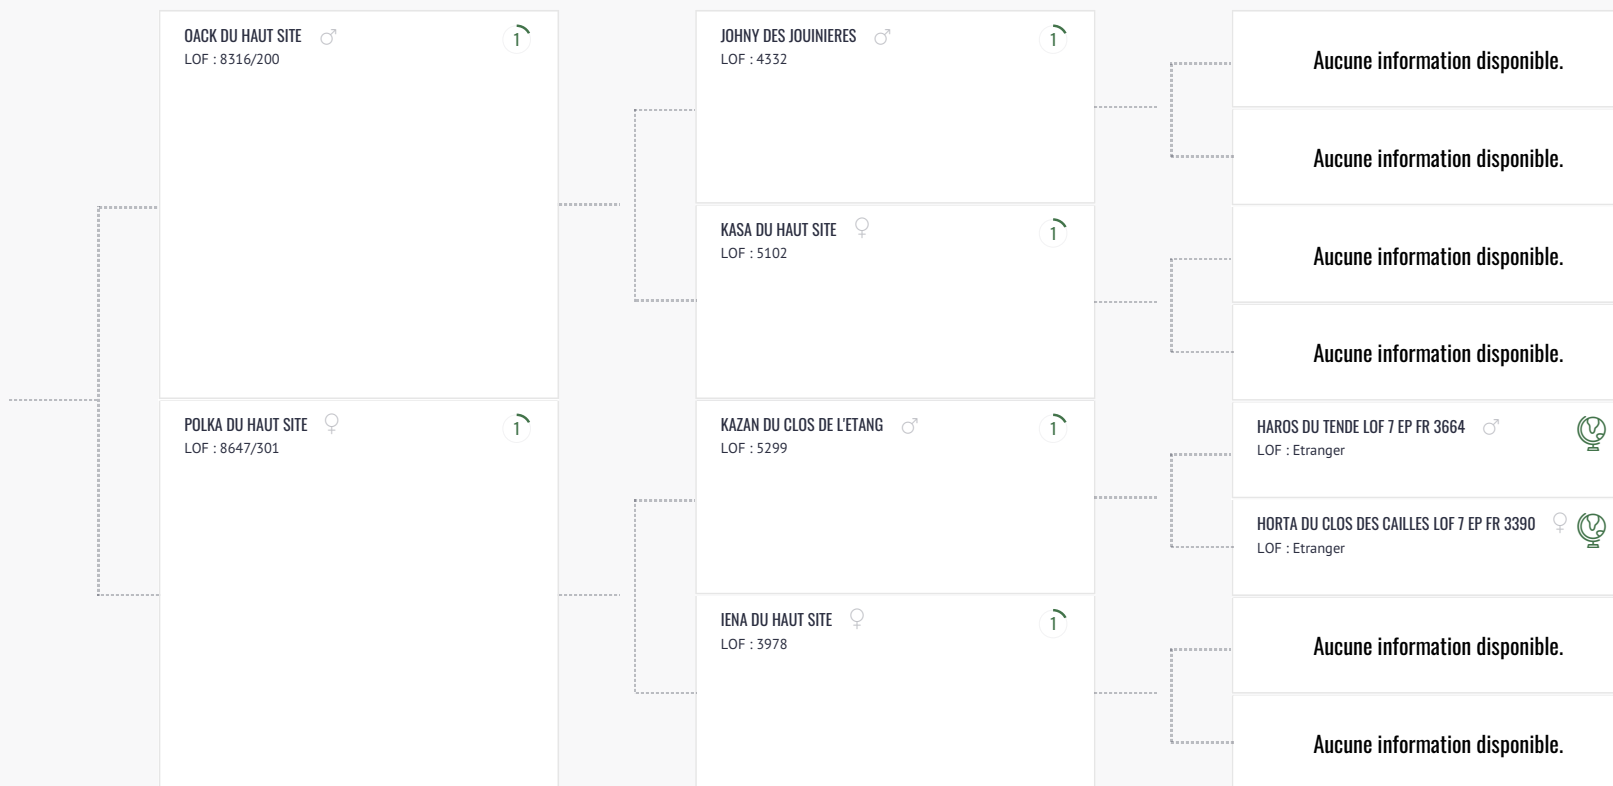 OACK DU HAUT SITE
1
LOF : 8316/200
POLKA DU HAUT SITE
1
LOF : 8647/301
JOHNY DES JOUINIERES
1
LOF : 4332
KASA DU HAUT SITE
1
LOF : 5102
KAZAN DU CLOS DE L'ETANG
1
LOF : 5299
IENA DU HAUT SITE
1
LOF : 3978
Aucune information disponible.
Aucune information disponible.
Aucune information disponible.
Aucune information disponible.
HAROS DU TENDE LOF 7 EP FR 3664
LOF : Etranger
HORTA DU CLOS DES CAILLES LOF 7 EP FR 3390
LOF : Etranger
Aucune information disponible.
Aucune information disponible.